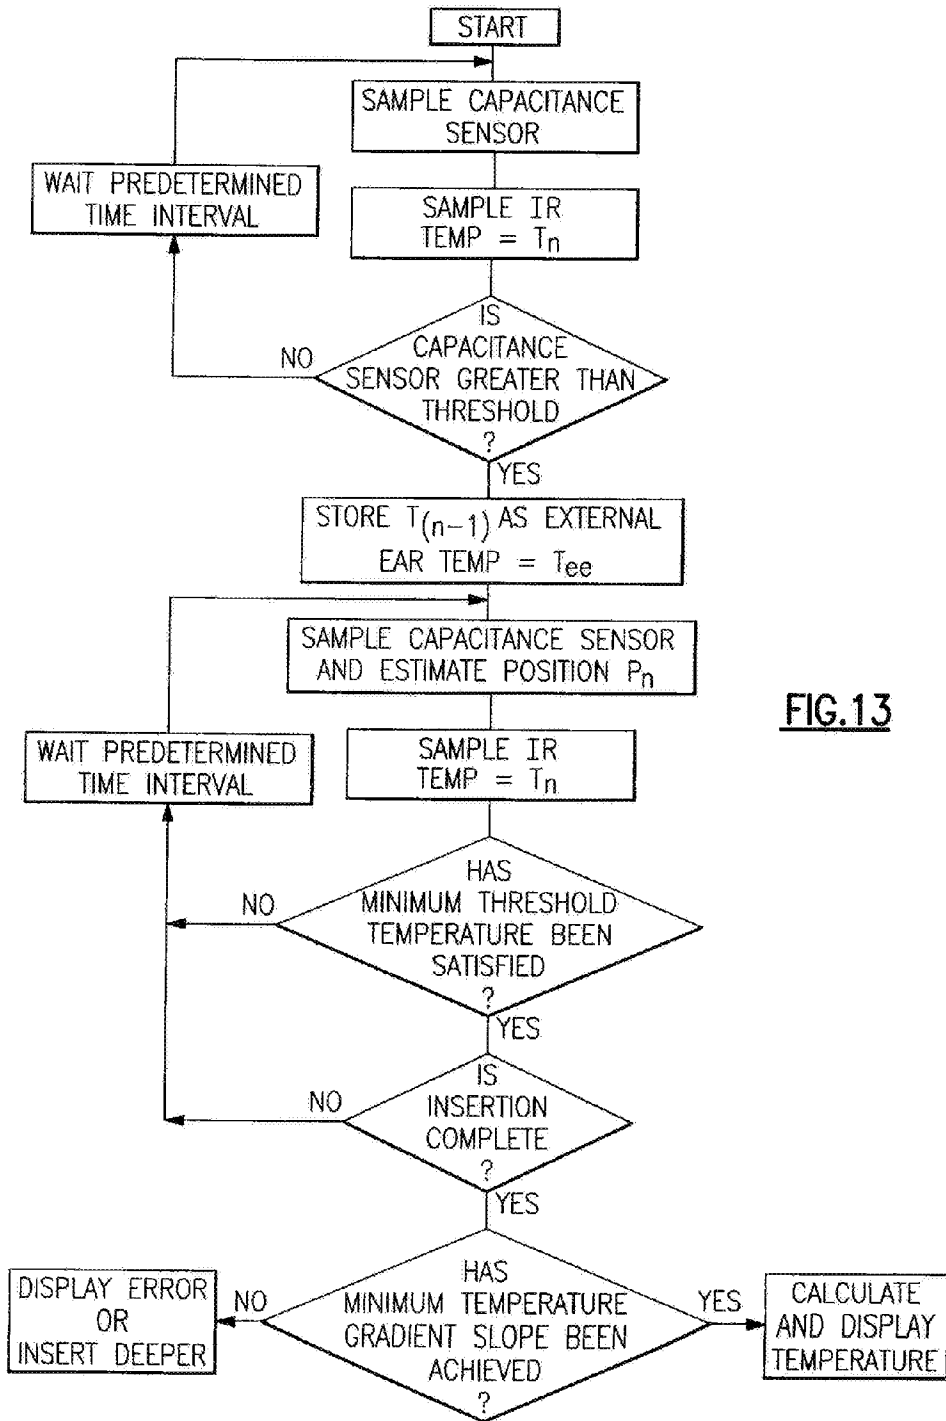 START
SAMPLE CAPACITANCE
SENSOR
WAIT PREDETERMINED
TIME INTERVAL
SAMPLE IR
TEMP = Tn
IS
CAPACITANCE
SENSOR GREATER THAN
THRESHOLD
?
NO
YES
STORE T(n-1) AS EXTERNAL
EAR TEMP = Tee
SAMPLE CAPACITANCE SENSOR
AND ESTIMATE POSITION Pn
FIG.13
WAIT PREDETERMINED
TIME INTERVAL
SAMPLE IR
TEMP = Tn
HAS
MINIMUM THRESHOLD
TEMPERATURE BEEN
SATISFIED
?
NO
YES
IS
INSERTION
COMPLETE
?
NO
YES
HAS
MINIMUM TEMPERATURE
GRADIENT SLOPE BEEN
ACHIEVED
?
NO
YES
DISPLAY ERROR
OR
INSERT DEEPER
CALCULATE
AND DISPLAY
TEMPERATURE